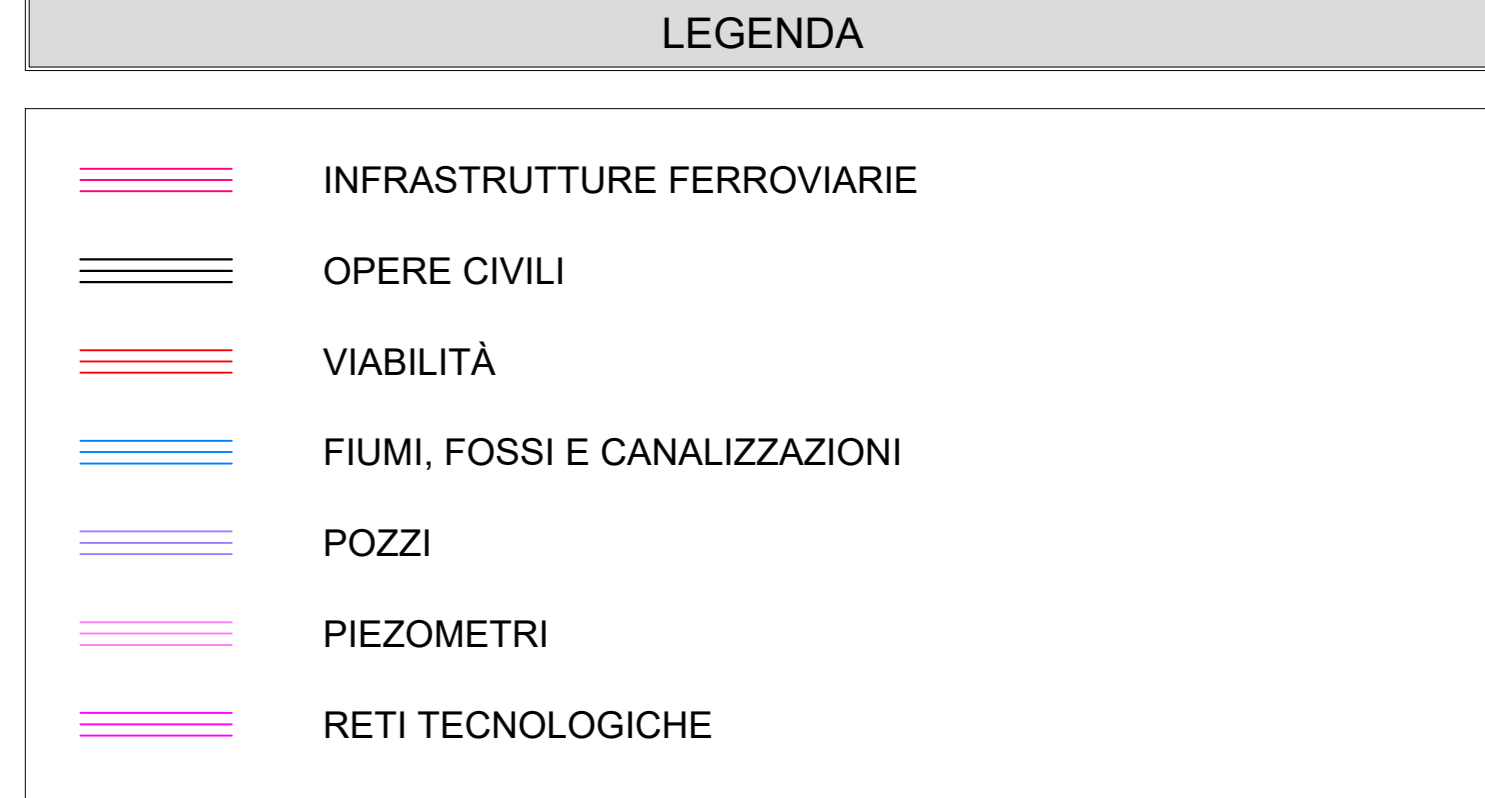 LEGENDA
INFRASTRUTTURE FERROVIARIE
OPERE CIVILI
VIABILITÀ
FIUMI, FOSSI E CANALIZZAZIONI
POZZI
PIEZOMETRI
RETI TECNOLOGICHE